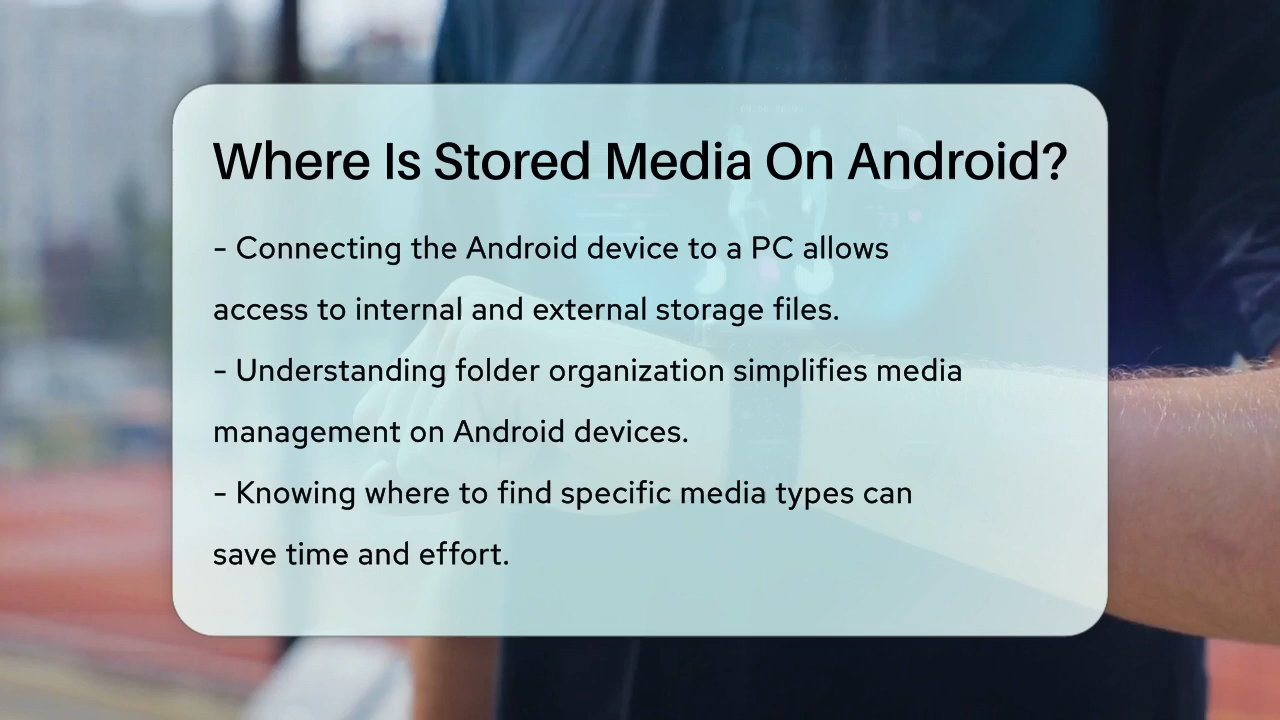 Where Is Stored Media On Android?
- Connecting the Android device to a PC allows
access to internal and external storage files.
- Understanding folder organization simplifies media
management on Android devices.
- Knowing where to find specific media types can
save time and effort.